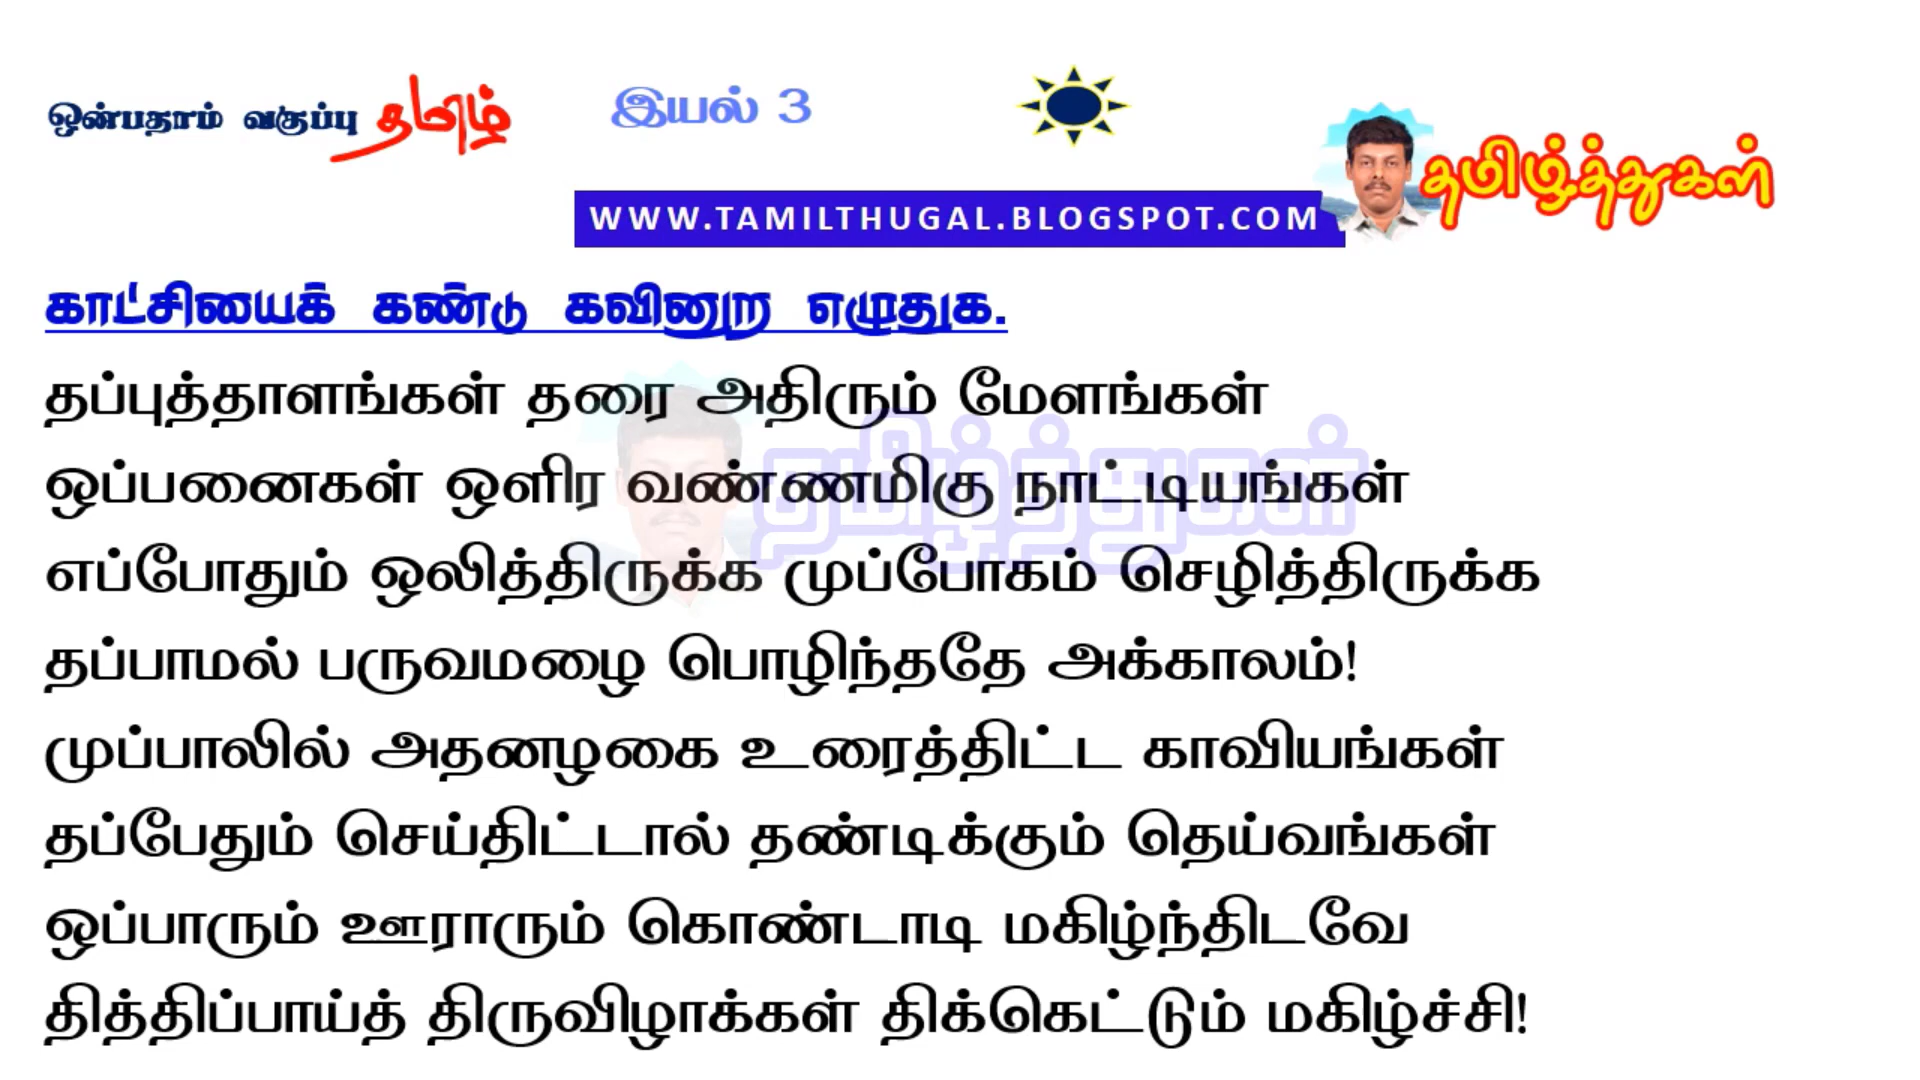 ஒன்பதாம் வகுப்பு தமிழ் இயல் 3
தமிழ்த்துகள்
WWW.TAMILTHUGAL.BLOGSPOT.COM
காட்சியைக் கண்டு கவினுற எழுதுக.
தப்புத்தாளங்கள் தரை அதிரும் மேளங்கள்
ஒப்பனைகள் ஒளிர வண்ணமிகு நாட்டியங்கள்
எப்போதும் ஒலித்திருக்க முப்போகம் செழித்திருக்க
தப்பாமல் பருவமழை பொழிந்ததே அக்காலம்!
முப்பாலில் அதனழகை உரைத்திட்ட காவியங்கள்
தப்பேதும் செய்திட்டால் தண்டிக்கும் தெய்வங்கள்
ஒப்பாரும் ஊராரும் கொண்டாடி மகிழ்ந்திடவே
தித்திப்பாய்த் திருவிழாக்கள் திக்கெட்டும் மகிழ்ச்சி!
தமிழ்த்துகள்